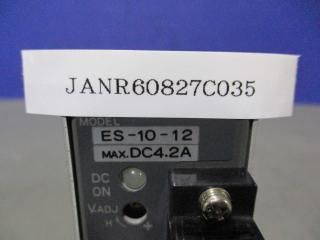 JANR60827C035
MODEL
ES-10-12
MAX.DC4.2A
DC
ON
V.ADJ
H +